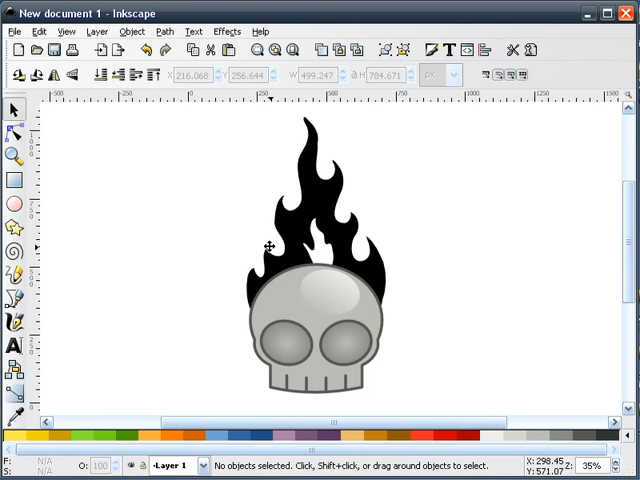 New document 1 - Inkscape
File Edit View Layer Object Path Text Effects Help
X 216.068 Y 256.644 W 499.247 H 784.671 px
-500 -250 0 250 500 750 1000 1250 1500
F: N/A O: 100 Layer 1 No objects selected. Click, Shift+click, or drag around objects to select. X: 298.45 Z: 35%
S: N/A Y: 571.07